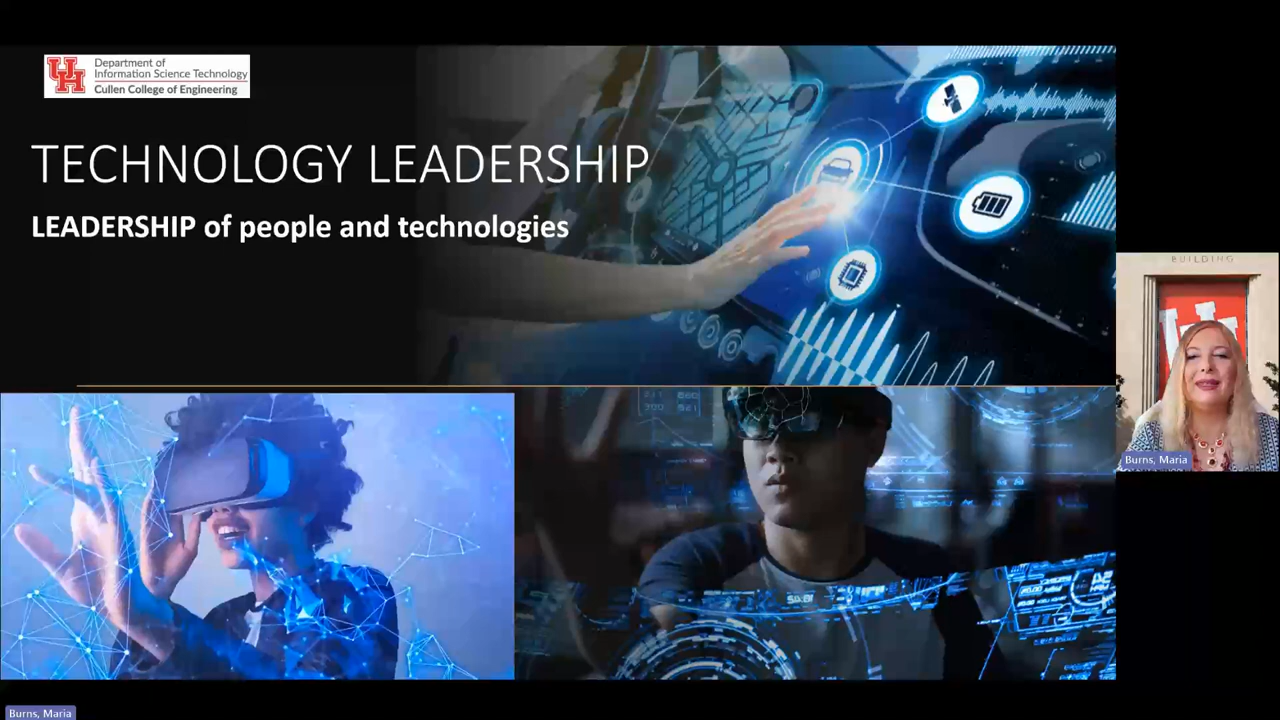 Department of
Information Science Technology
Cullen College of Engineering
TECHNOLOGY LEADERSHIP
LEADERSHIP of people and technologies
BUILDING
Burns, Maria
Burns, Maria